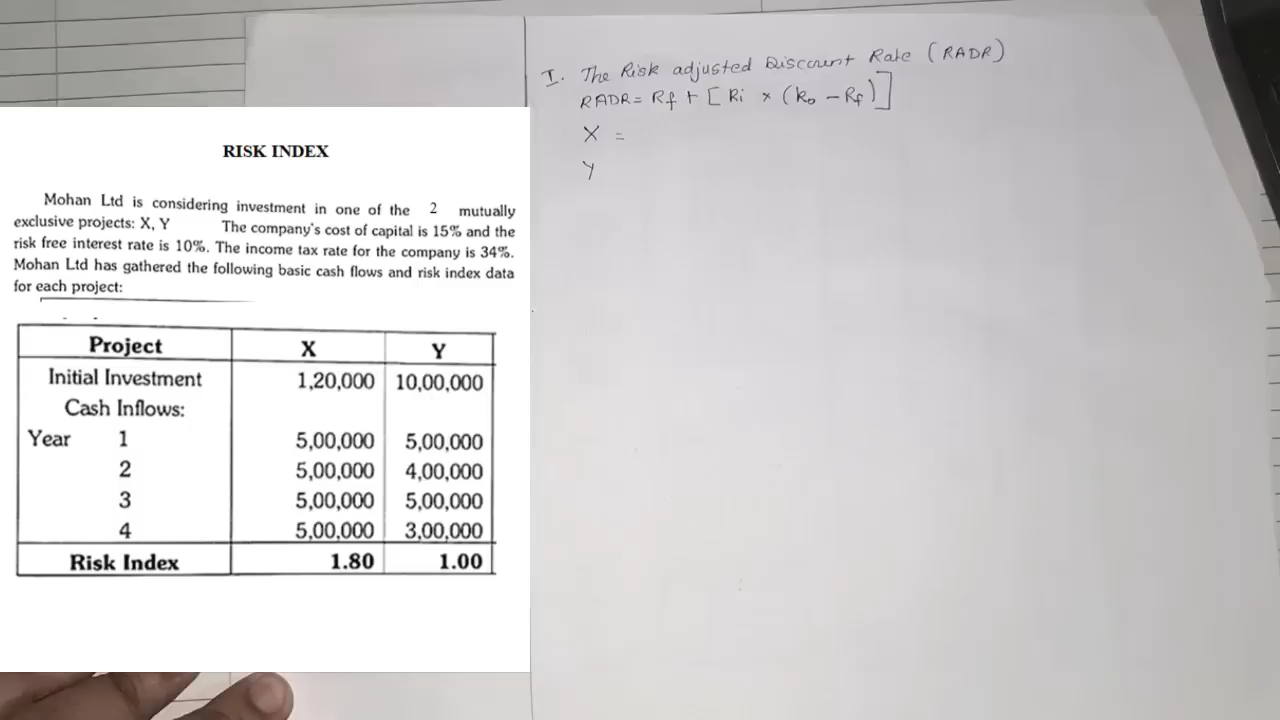 RISK INDEX
Mohan Ltd is considering investment in one of the 2 mutually
exclusive projects: X, Y The company's cost of capital is 15% and the
risk free interest rate is 10%. The income tax rate for the company is 34%.
Mohan Ltd has gathered the following basic cash flows and risk index data
for each project:
Project X Y
Initial Investment 1,20,000 10,00,000
Cash Inflows:
Year 1 5,00,000 5,00,000
2 5,00,000 4,00,000
3 5,00,000 5,00,000
4 5,00,000 3,00,000
Risk Index 1.80 1.00
I. The Risk adjusted Discount Rate (RADR)
RADR = Rf + [ Ri × (ko − Rf) ]
X =
Y